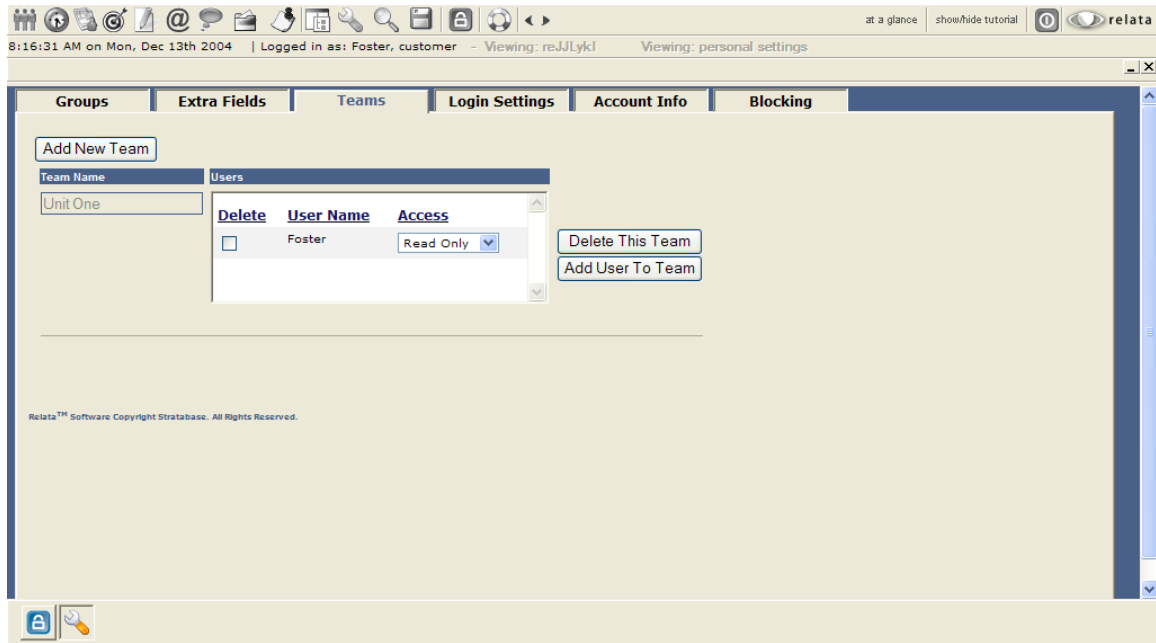 at a glance show/hide tutorial relata
8:16:31 AM on Mon, Dec 13th 2004 | Logged in as: Foster, customer - Viewing: reJJLykI Viewing: personal settings
Groups Extra Fields Teams Login Settings Account Info Blocking
Add New Team
Team Name Users
Unit One
Delete User Name Access
Foster Read Only
Delete This Team
Add User To Team
Relata™ Software Copyright Stratabase. All Rights Reserved.